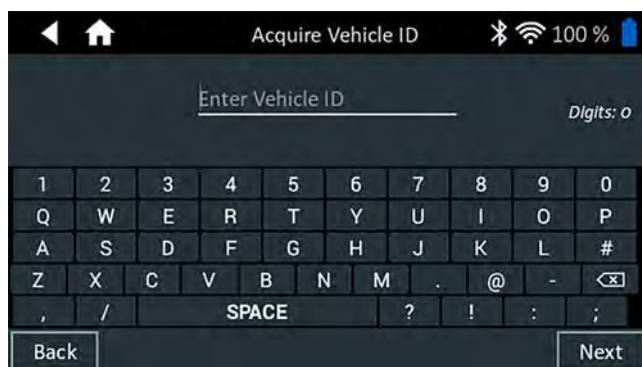 Acquire Vehicle ID 100 %
Enter Vehicle ID
Digits: 0
1 2 3 4 5 6 7 8 9 0
Q W E R T Y U I O P
A S D F G H J K L #
Z X C V B N M . @ -
, / SPACE ? ! : ;
Back Next